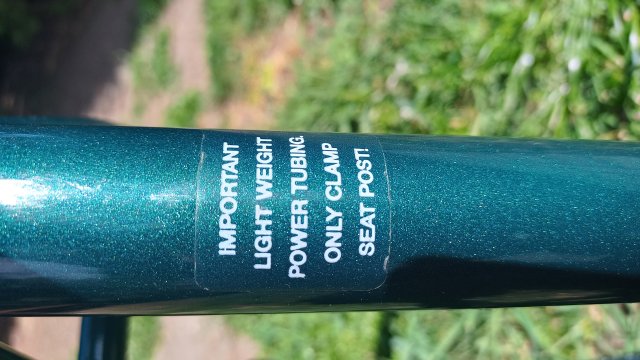 !IMPORTANT
LIGHT WEIGHT
POWER TUBING.
ONLY CLAMP
SEAT POST!